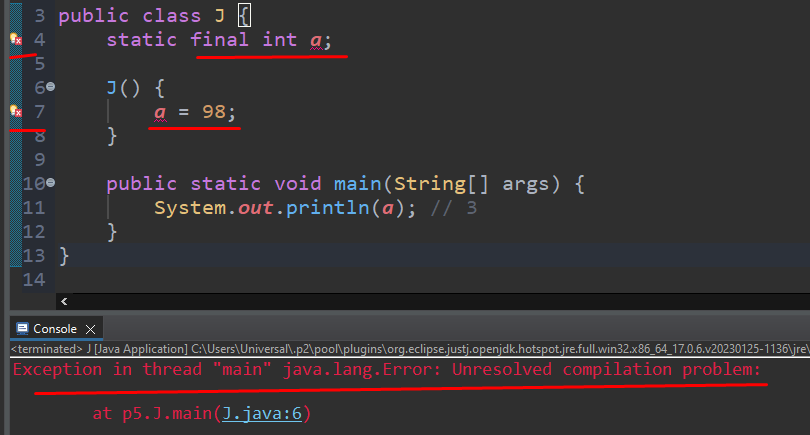 3 public class J {
4     static final int a;
5
6     J() {
7         a = 98;
8     }
9
10     public static void main(String[] args) {
11         System.out.println(a); // 3
12     }
13 }
14
Console
<terminated> J [Java Application] C:\Users\Universal\.p2\pool\plugins\org.eclipse.justj.openjdk.hotspot.jre.full.win32.x86_64_17.0.6.v20230125-1136\jre\
Exception in thread "main" java.lang.Error: Unresolved compilation problem:
at p5.J.main(J.java:6)